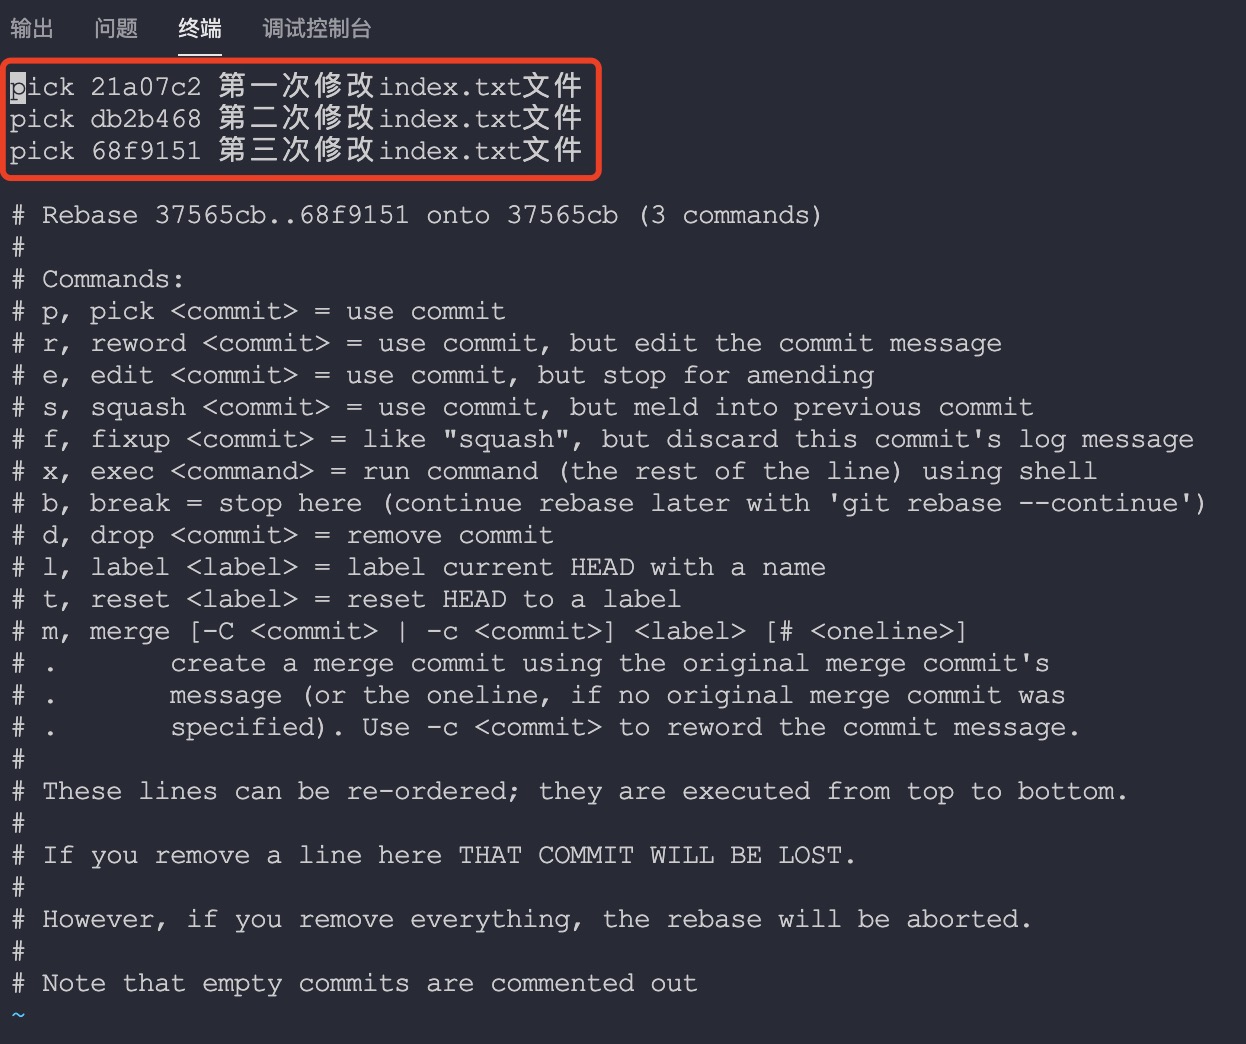 输出 问题 终端 调试控制台
pick 21a07c2 第一次修改index.txt文件
pick db2b468 第二次修改index.txt文件
pick 68f9151 第三次修改index.txt文件
# Rebase 37565cb..68f9151 onto 37565cb (3 commands)
#
# Commands:
# p, pick <commit> = use commit
# r, reword <commit> = use commit, but edit the commit message
# e, edit <commit> = use commit, but stop for amending
# s, squash <commit> = use commit, but meld into previous commit
# f, fixup <commit> = like "squash", but discard this commit's log message
# x, exec <command> = run command (the rest of the line) using shell
# b, break = stop here (continue rebase later with 'git rebase --continue')
# d, drop <commit> = remove commit
# l, label <label> = label current HEAD with a name
# t, reset <label> = reset HEAD to a label
# m, merge [-C <commit> | -c <commit>] <label> [# <oneline>]
# .       create a merge commit using the original merge commit's
# .       message (or the oneline, if no original merge commit was
# .       specified). Use -c <commit> to reword the commit message.
#
# These lines can be re-ordered; they are executed from top to bottom.
#
# If you remove a line here THAT COMMIT WILL BE LOST.
#
# However, if you remove everything, the rebase will be aborted.
#
# Note that empty commits are commented out
~